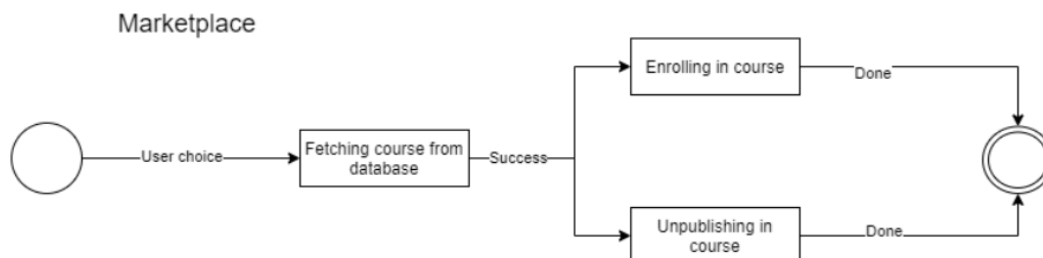 Marketplace
Enrolling in course
Done
User choice
Fetching course from
database
Success
Unpublishing in
course
Done